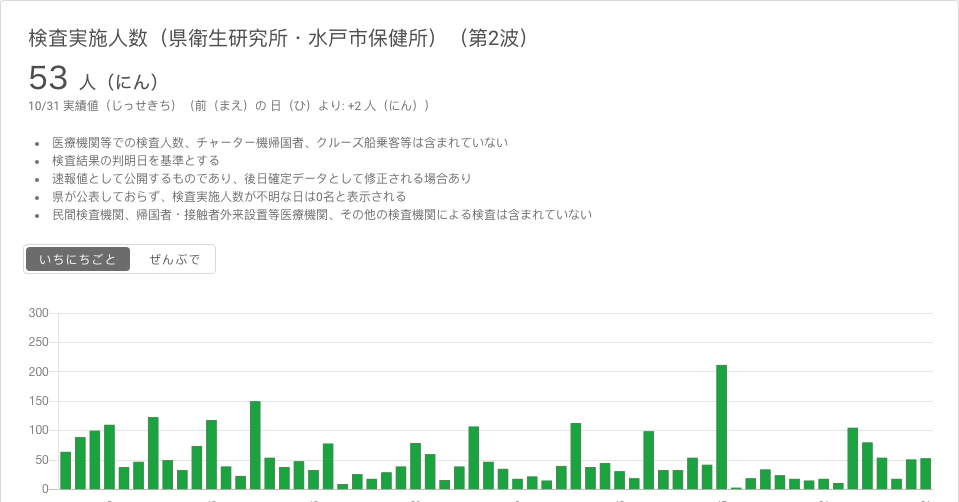 検査実施人数（県衛生研究所・水戸市保健所）（第2波）
53 人（にん）
10/31 実績値（じっせきち）（前（まえ）の 日（ひ）より: +2 人（にん））
医療機関等での検査人数、チャーター機帰国者、クルーズ船乗客等は含まれていない
検査結果の判明日を基準とする
速報値として公開するものであり、後日確定データとして修正される場合あり
県が公表しておらず、検査実施人数が不明な日は0名と表示される
民間検査機関、帰国者・接触者外来設置等医療機関、その他の検査機関による検査は含まれていない
いちにちごと ぜんぶで
300
250
200
150
100
50
0